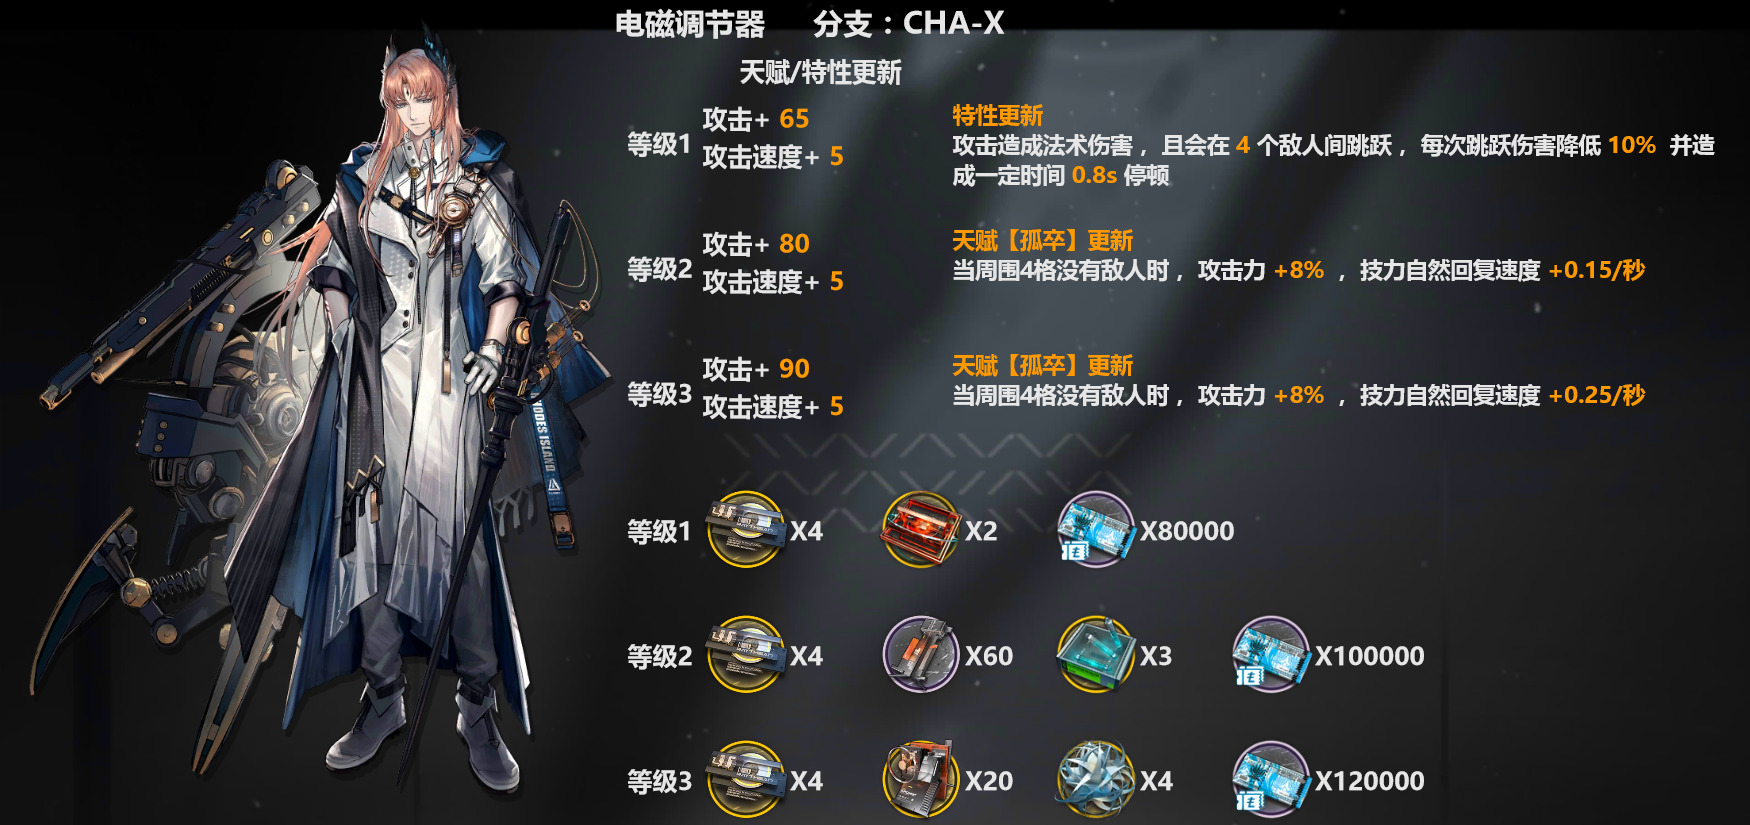 电磁调节器 分支：CHA-X
天赋/特性更新
等级1
攻击+ 65
攻击速度+ 5
特性更新
攻击造成法术伤害，且会在 4 个敌人间跳跃，每次跳跃伤害降低 10% 并造
成一定时间 0.8s 停顿
等级2
攻击+ 80
攻击速度+ 5
天赋【孤卒】更新
当周围4格没有敌人时，攻击力 +8% ，技力自然回复速度 +0.15/秒
等级3
攻击+ 90
攻击速度+ 5
天赋【孤卒】更新
当周围4格没有敌人时，攻击力 +8% ，技力自然回复速度 +0.25/秒
等级1 X4 X2 X80000
等级2 X4 X60 X3 X100000
等级3 X4 X20 X4 X120000
ISLAND